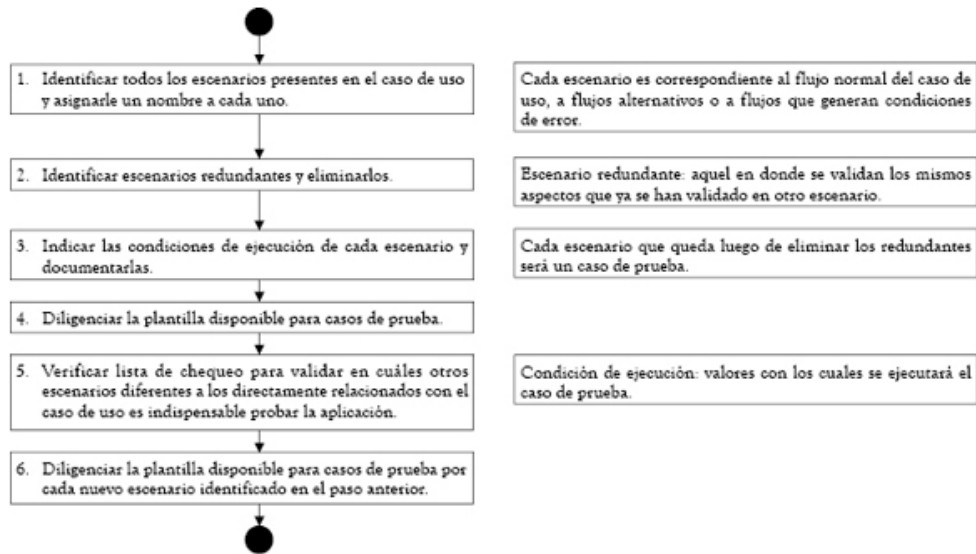 1. Identificar todos los escenarios presentes en el caso de uso
y asignarle un nombre a cada uno.
Cada escenario es correspondiente al flujo normal del caso de
uso, a flujos alternativos o a flujos que generan condiciones
de error.
2. Identificar escenarios redundantes y eliminarlos.
Escenario redundante: aquel en donde se validan los mismos
aspectos que ya se han validado en otro escenario.
3. Indicar las condiciones de ejecución de cada escenario y
documentarlas.
Cada escenario que queda luego de eliminar los redundantes
será un caso de prueba.
4. Diligenciar la plantilla disponible para casos de prueba.
5. Verificar lista de chequeo para validar en cuáles otros
escenarios diferentes a los directamente relacionados con el
caso de uso es indispensable probar la aplicación.
Condición de ejecución: valores con los cuales se ejecutará el
caso de prueba.
6. Diligenciar la plantilla disponible para casos de prueba por
cada nuevo escenario identificado en el paso anterior.